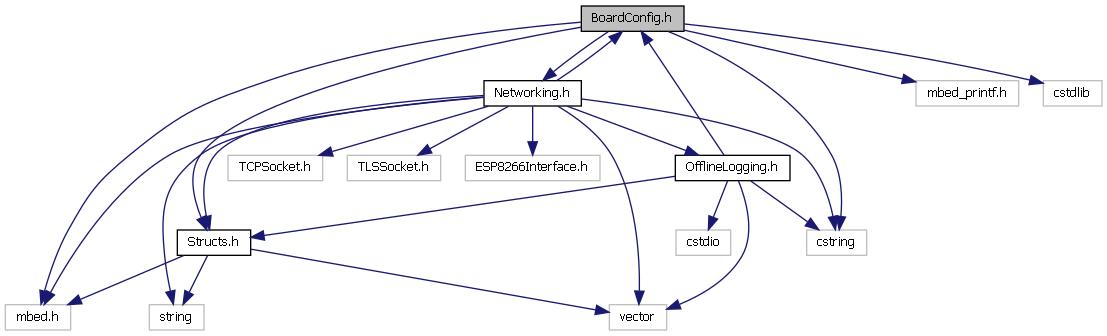 BoardConfig.h
Networking.h
mbed_printf.h
cstdlib
TCPSocket.h
TLSSocket.h
ESP8266Interface.h
OfflineLogging.h
Structs.h
cstdio
cstring
mbed.h
string
vector